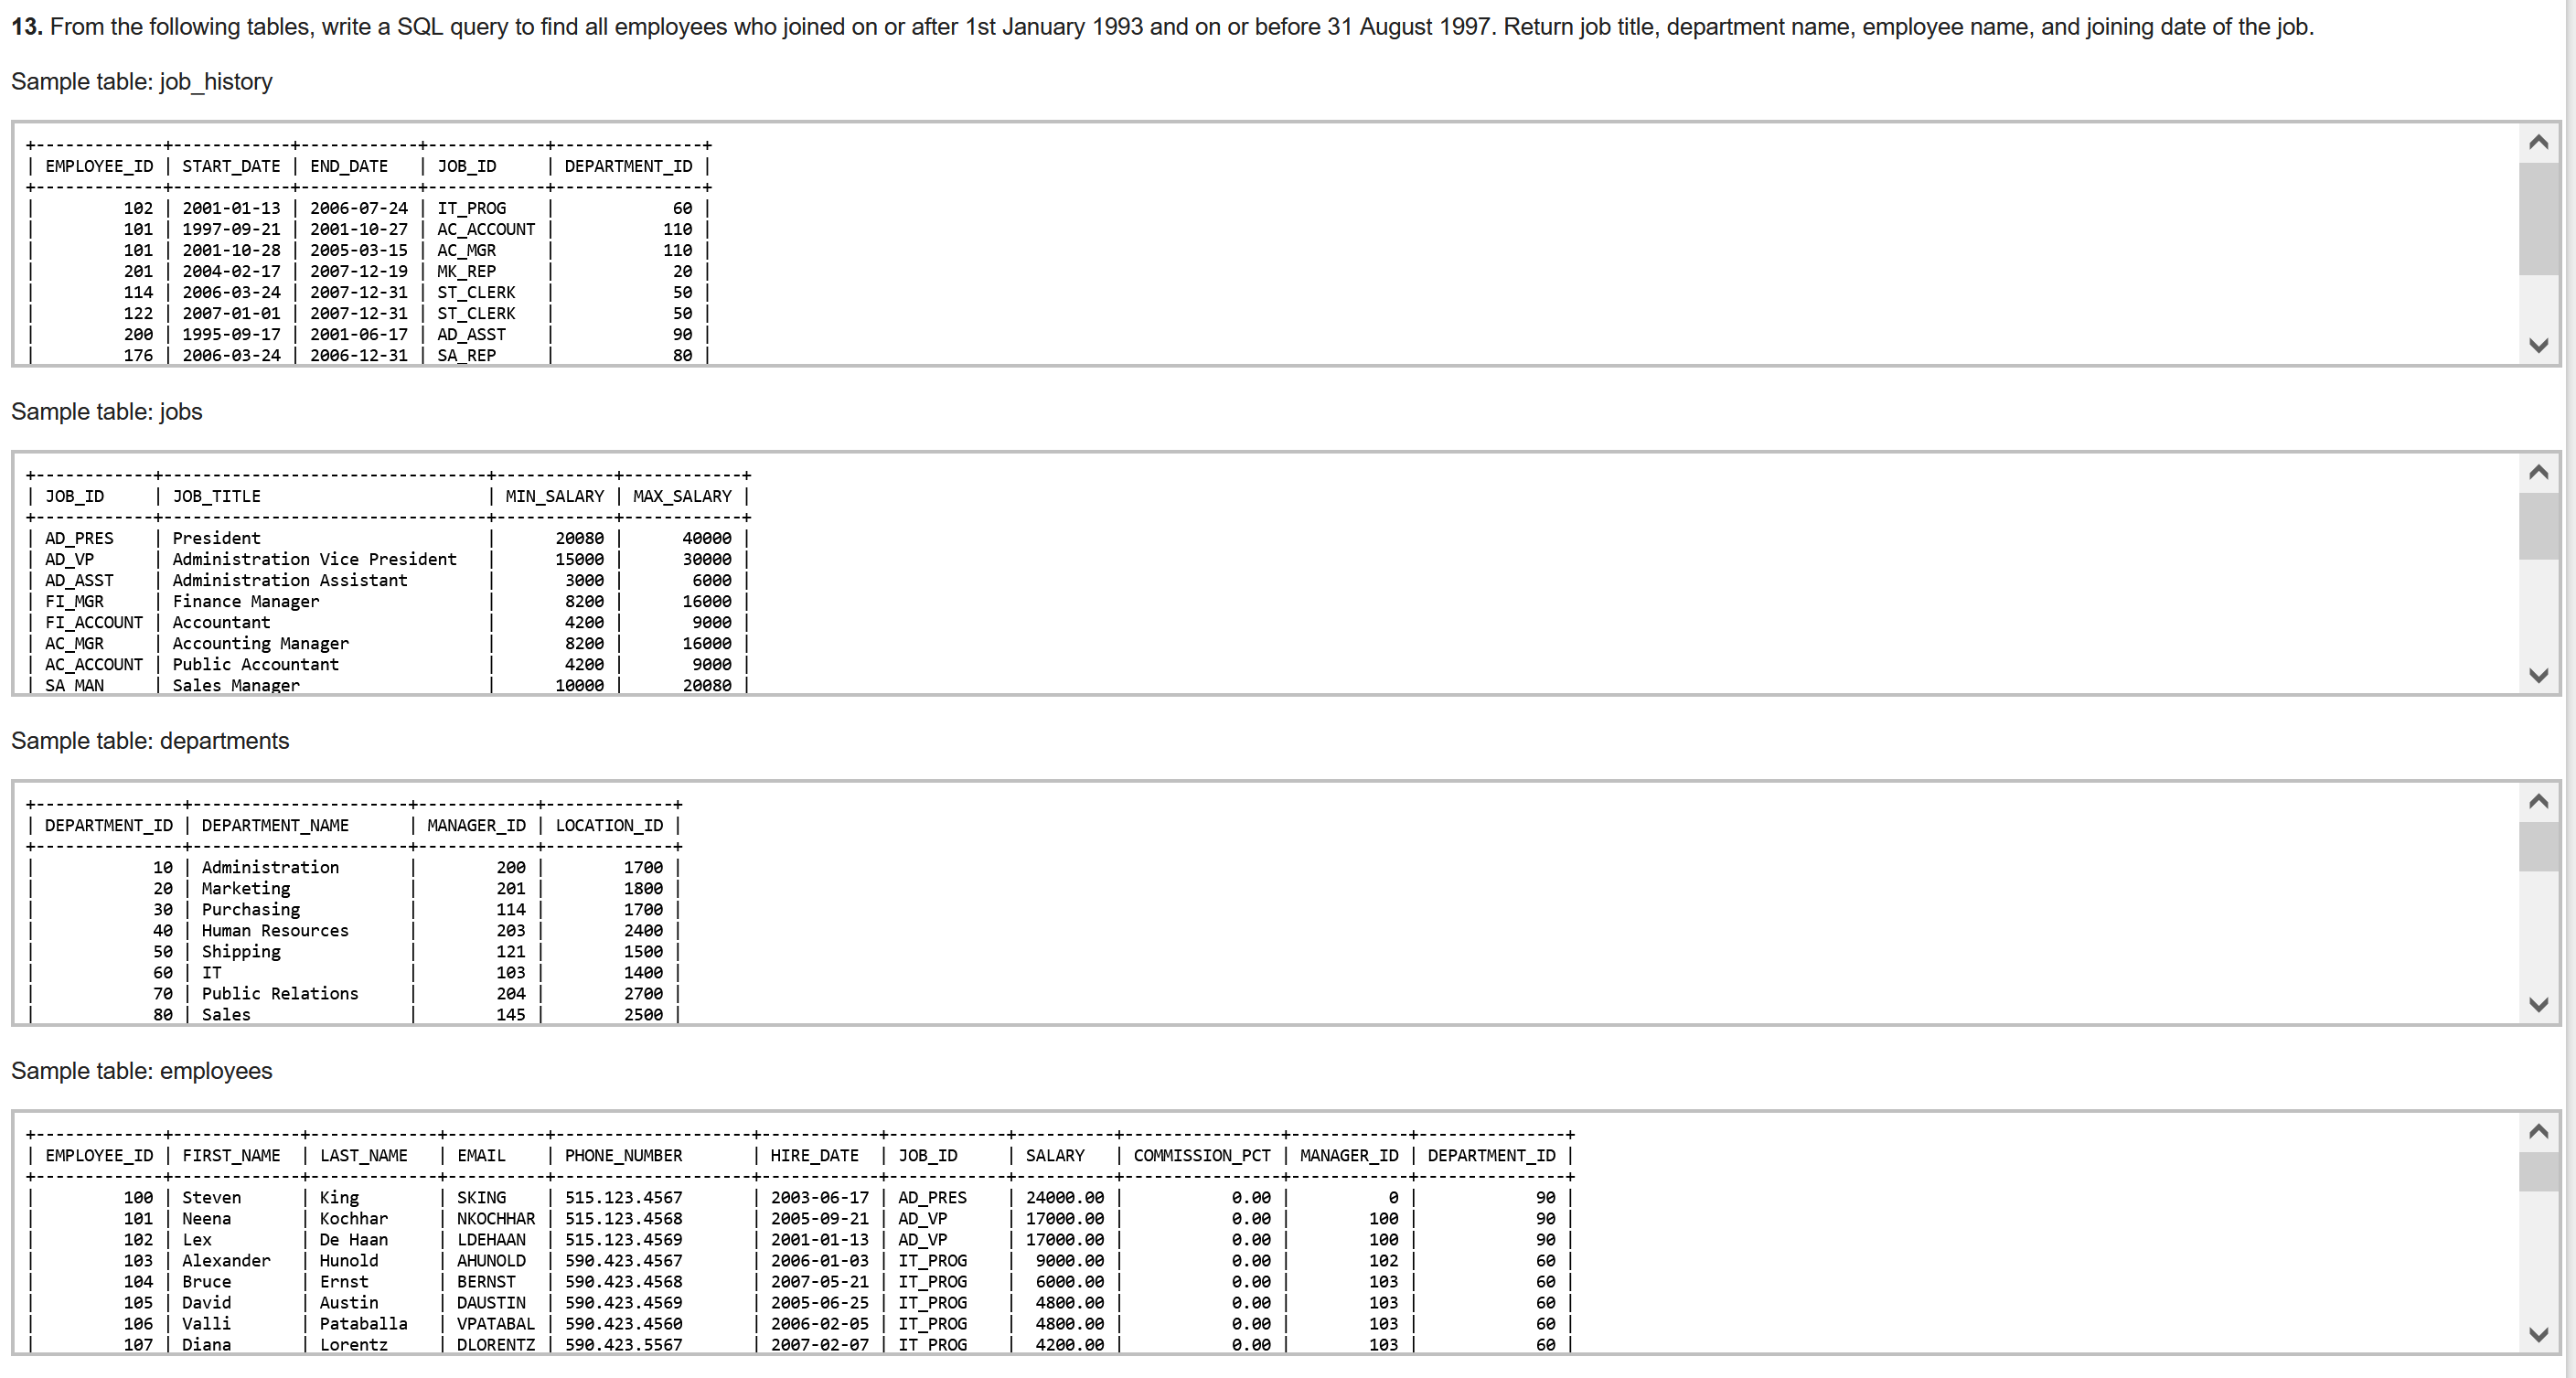 13. From the following tables, write a SQL query to find all employees who joined on or after 1st January 1993 and on or before 31 August 1997. Return job title, department name, employee name, and joining date of the job.
Sample table: job_history
+-------------+------------+------------+------------+---------------+
| EMPLOYEE_ID | START_DATE | END_DATE   | JOB_ID     | DEPARTMENT_ID |
+-------------+------------+------------+------------+---------------+
|         102 | 2001-01-13 | 2006-07-24 | IT_PROG    |            60 |
|         101 | 1997-09-21 | 2001-10-27 | AC_ACCOUNT |           110 |
|         101 | 2001-10-28 | 2005-03-15 | AC_MGR     |           110 |
|         201 | 2004-02-17 | 2007-12-19 | MK_REP     |            20 |
|         114 | 2006-03-24 | 2007-12-31 | ST_CLERK   |            50 |
|         122 | 2007-01-01 | 2007-12-31 | ST_CLERK   |            50 |
|         200 | 1995-09-17 | 2001-06-17 | AD_ASST    |            90 |
|         176 | 2006-03-24 | 2006-12-31 | SA_REP     |            80 |
Sample table: jobs
+------------+---------------------------------+------------+------------+
| JOB_ID     | JOB_TITLE                       | MIN_SALARY | MAX_SALARY |
+------------+---------------------------------+------------+------------+
| AD_PRES    | President                       |      20080 |      40000 |
| AD_VP      | Administration Vice President   |      15000 |      30000 |
| AD_ASST    | Administration Assistant        |       3000 |       6000 |
| FI_MGR     | Finance Manager                 |       8200 |      16000 |
| FI_ACCOUNT | Accountant                      |       4200 |       9000 |
| AC_MGR     | Accounting Manager              |       8200 |      16000 |
| AC_ACCOUNT | Public Accountant               |       4200 |       9000 |
| SA_MAN     | Sales Manager                   |      10000 |      20080 |
Sample table: departments
+---------------+----------------------+------------+-------------+
| DEPARTMENT_ID | DEPARTMENT_NAME      | MANAGER_ID | LOCATION_ID |
+---------------+----------------------+------------+-------------+
|            10 | Administration       |        200 |        1700 |
|            20 | Marketing            |        201 |        1800 |
|            30 | Purchasing           |        114 |        1700 |
|            40 | Human Resources      |        203 |        2400 |
|            50 | Shipping             |        121 |        1500 |
|            60 | IT                   |        103 |        1400 |
|            70 | Public Relations     |        204 |        2700 |
|            80 | Sales                |        145 |        2500 |
Sample table: employees
+-------------+-------------+-------------+----------+--------------------+------------+------------+----------+----------------+------------+---------------+
| EMPLOYEE_ID | FIRST_NAME  | LAST_NAME   | EMAIL    | PHONE_NUMBER       | HIRE_DATE  | JOB_ID     | SALARY   | COMMISSION_PCT | MANAGER_ID | DEPARTMENT_ID |
+-------------+-------------+-------------+----------+--------------------+------------+------------+----------+----------------+------------+---------------+
|         100 | Steven      | King        | SKING    | 515.123.4567       | 2003-06-17 | AD_PRES    | 24000.00 |           0.00 |          0 |            90 |
|         101 | Neena       | Kochhar     | NKOCHHAR | 515.123.4568       | 2005-09-21 | AD_VP      | 17000.00 |           0.00 |        100 |            90 |
|         102 | Lex         | De Haan     | LDEHAAN  | 515.123.4569       | 2001-01-13 | AD_VP      | 17000.00 |           0.00 |        100 |            90 |
|         103 | Alexander   | Hunold      | AHUNOLD  | 590.423.4567       | 2006-01-03 | IT_PROG    |  9000.00 |           0.00 |        102 |            60 |
|         104 | Bruce       | Ernst       | BERNST   | 590.423.4568       | 2007-05-21 | IT_PROG    |  6000.00 |           0.00 |        103 |            60 |
|         105 | David       | Austin      | DAUSTIN  | 590.423.4569       | 2005-06-25 | IT_PROG    |  4800.00 |           0.00 |        103 |            60 |
|         106 | Valli       | Pataballa   | VPATABAL | 590.423.4560       | 2006-02-05 | IT_PROG    |  4800.00 |           0.00 |        103 |            60 |
|         107 | Diana       | Lorentz     | DLORENTZ | 590.423.5567       | 2007-02-07 | IT_PROG    |  4200.00 |           0.00 |        103 |            60 |